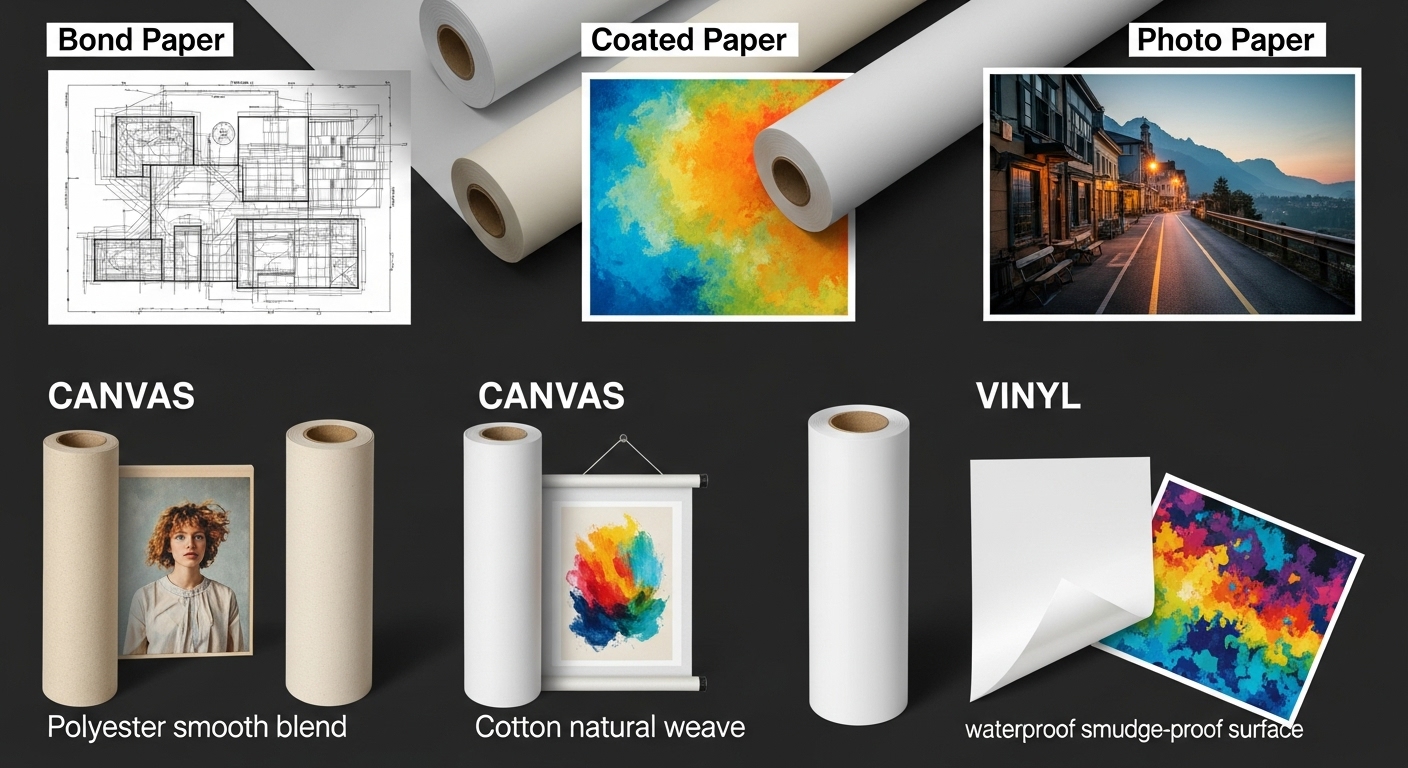 Bond Paper
Coated Paper
Photo Paper
CANVAS
CANVAS
VINYL
Polyester smooth blend
Cotton natural weave
waterproof smudge-proof surface